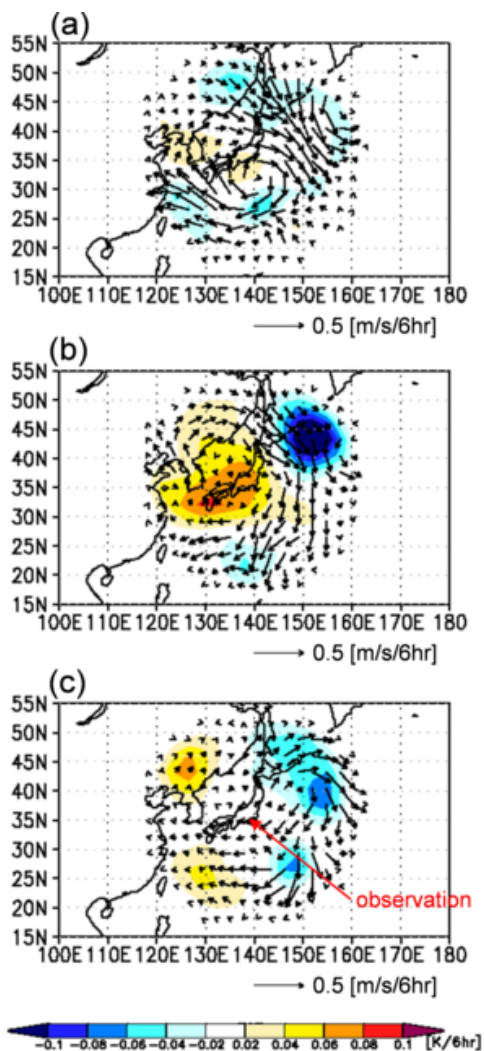 (a)
55N
50N
45N
40N
35N
30N
25N
20N
15N
100E 110E 120E 130E 140E 150E 160E 170E 180
0.5 [m/s/6hr]
(b)
55N
50N
45N
40N
35N
30N
25N
20N
15N
100E 110E 120E 130E 140E 150E 160E 170E 180
0.5 [m/s/6hr]
(c)
55N
50N
45N
40N
35N
30N
25N
20N
15N
observation
100E 110E 120E 130E 140E 150E 160E 170E 180
0.5 [m/s/6hr]
-0.1 -0.08 -0.06 -0.04 -0.02 0.02 0.04 0.06 0.08 0.1 [K/6hr]